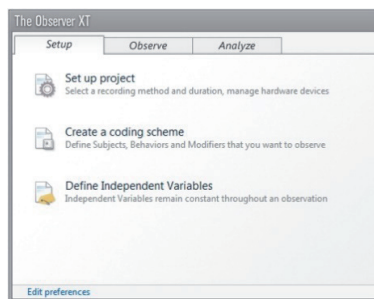 The Observer XT
Setup Observe Analyze
Set up project
Select a recording method and duration, manage hardware devices
Create a coding scheme
Define Subjects, Behaviors and Modifiers that you want to observe
Define Independent Variables
Independent Variables remain constant throughout an observation
Edit preferences